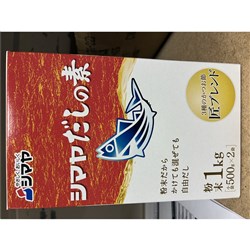 シマヤ
シマヤだしの素
3種のかつお節
匠ブレンド
粉末だから
かけても混ぜても
自由だし
粉末1kg
500g×2